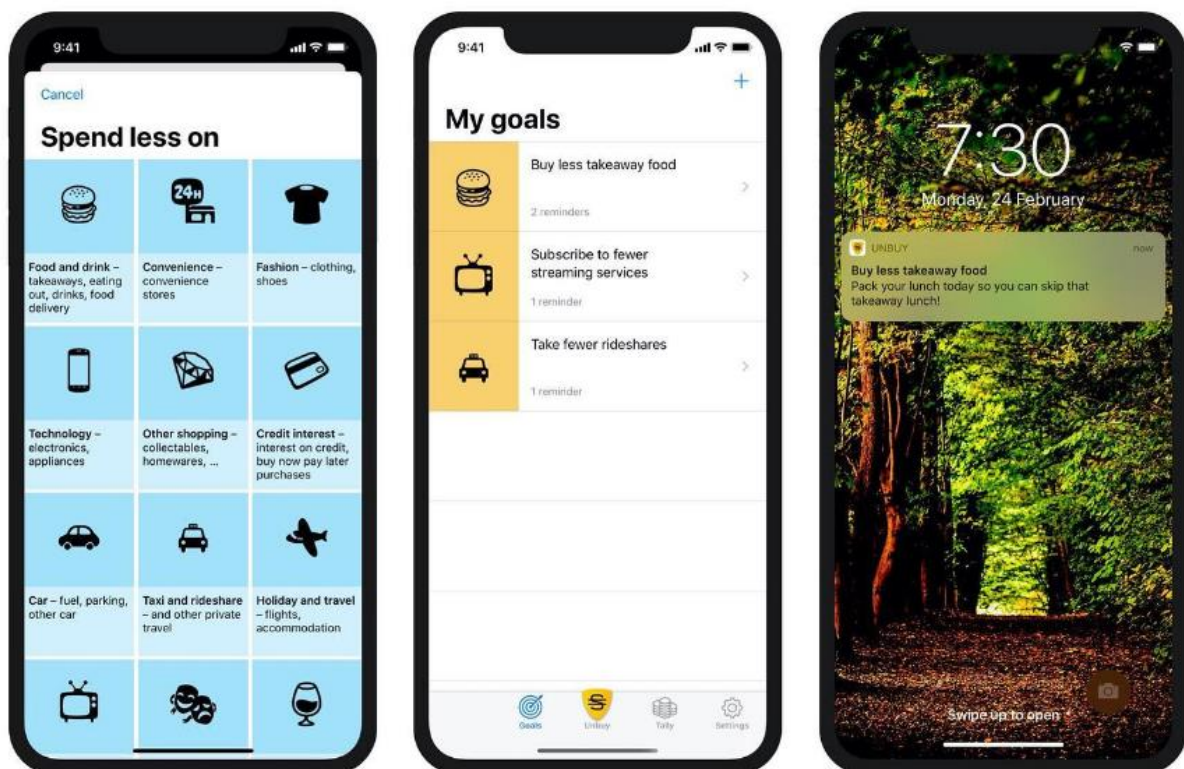 9:41
Cancel
Spend less on
24H
Food and drink –
takeaways, eating
out, drinks, food
delivery
Convenience –
convenience
stores
Fashion – clothing,
shoes
Technology –
electronics,
appliances
Other shopping –
collectables,
homewares, ...
Credit interest –
interest on credit,
buy now pay later
purchases
Car – fuel, parking,
other car
Taxi and rideshare
– and other private
travel
Holiday and travel
– flights,
accommodation
9:41
+
My goals
Buy less takeaway food
2 reminders
Subscribe to fewer
streaming services
1 reminder
Take fewer rideshares
1 reminder
Goals
Unbuy
Tally
Settings
7:30
Monday, 24 February
UNBUY
now
Buy less takeaway food
Pack your lunch today so you can skip that
takeaway lunch!
Swipe up to open